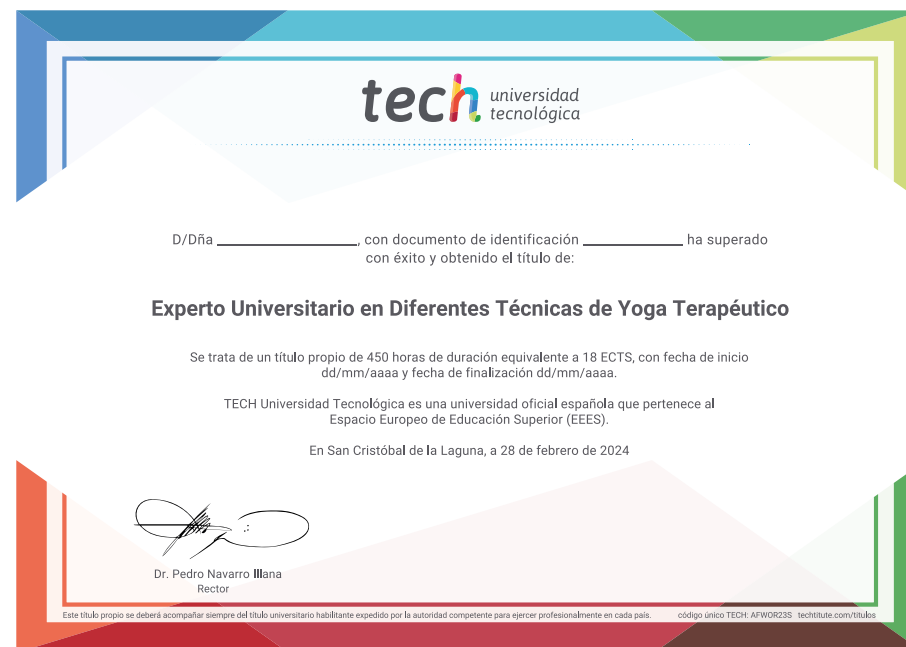 tech universidad
tecnológica
D/Dña ____________________, con documento de identificación ______________ ha superado
con éxito y obtenido el título de:
Experto Universitario en Diferentes Técnicas de Yoga Terapéutico
Se trata de un título propio de 450 horas de duración equivalente a 18 ECTS, con fecha de inicio
dd/mm/aaaa y fecha de finalización dd/mm/aaaa.
TECH Universidad Tecnológica es una universidad oficial española que pertenece al
Espacio Europeo de Educación Superior (EEES).
En San Cristóbal de la Laguna, a 28 de febrero de 2024
Dr. Pedro Navarro Illana
Rector
Este título propio se deberá acompañar siempre del título universitario habilitante expedido por la autoridad competente para ejercer profesionalmente en cada país. código único TECH: AFWOR23S techtitute.com/titulos